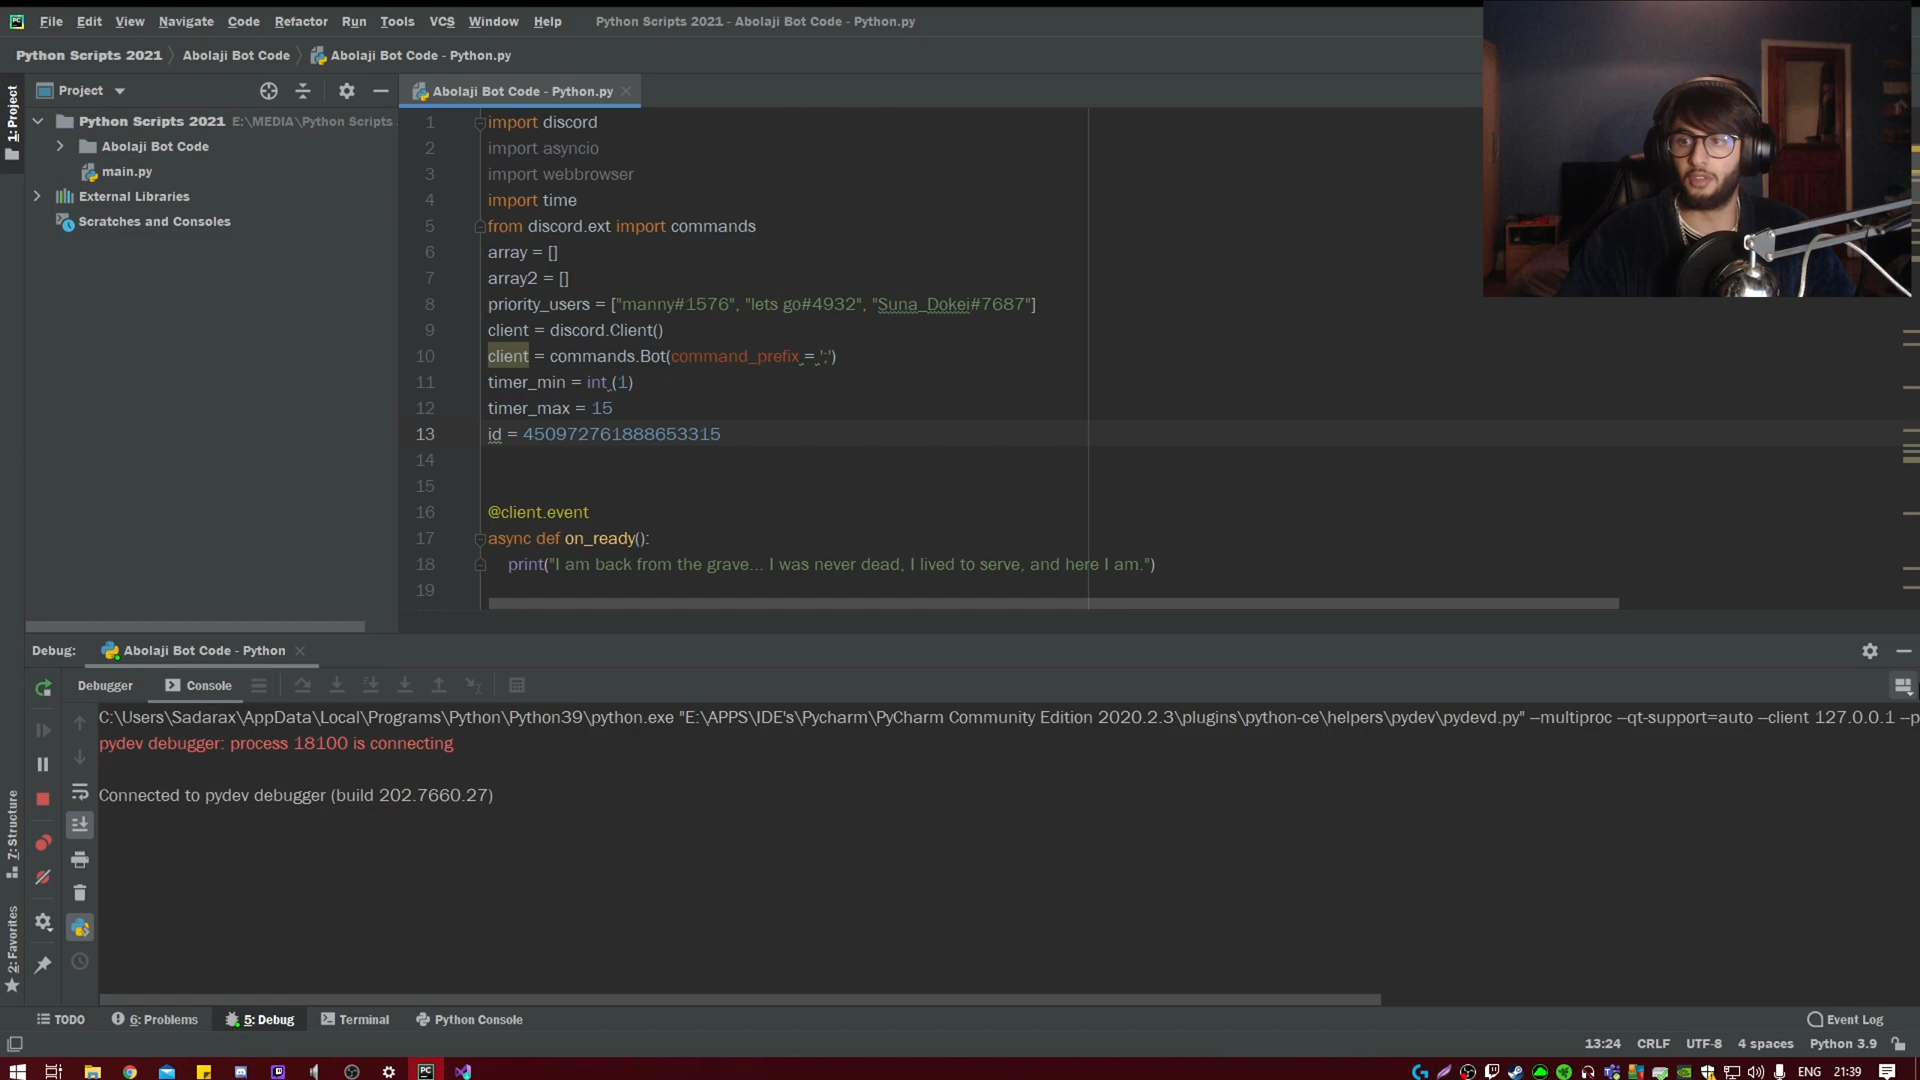 File Edit View Navigate Code Refactor Run Tools VCS Window Help Python Scripts 2021 - Abolaji Bot Code - Python.py
Python Scripts 2021 Abolaji Bot Code Abolaji Bot Code - Python.py
Project
Abolaji Bot Code - Python.py
1: Project
Python Scripts 2021 E:\MEDIA\Python Scripts
Abolaji Bot Code
main.py
External Libraries
Scratches and Consoles
1 import discord
2 import asyncio
3 import webbrowser
4 import time
5 from discord.ext import commands
6 array = []
7 array2 = []
8 priority_users = ["manny#1576", "lets go#4932", "Suna_Dokei#7687"]
9 client = discord.Client()
10 client = commands.Bot(command_prefix = ';')
11 timer_min = int (1)
12 timer_max = 15
13 id = 450972761888653315
14
15
16 @client.event
17 async def on_ready():
18 print("I am back from the grave... I was never dead, I lived to serve, and here I am.")
19
Debug: Abolaji Bot Code - Python
Debugger Console
C:\Users\Sadarax\AppData\Local\Programs\Python\Python39\python.exe "E:\APPS\IDE's\Pycharm\PyCharm Community Edition 2020.2.3\plugins\python-ce\helpers\pydev\pydevd.py" --multiproc --qt-support=auto --client 127.0.0.1 --p
pydev debugger: process 18100 is connecting
Connected to pydev debugger (build 202.7660.27)
7: Structure
2: Favorites
TODO 6: Problems 5: Debug Terminal Python Console Event Log
13:24 CRLF UTF-8 4 spaces Python 3.9
PC ENG 21:39